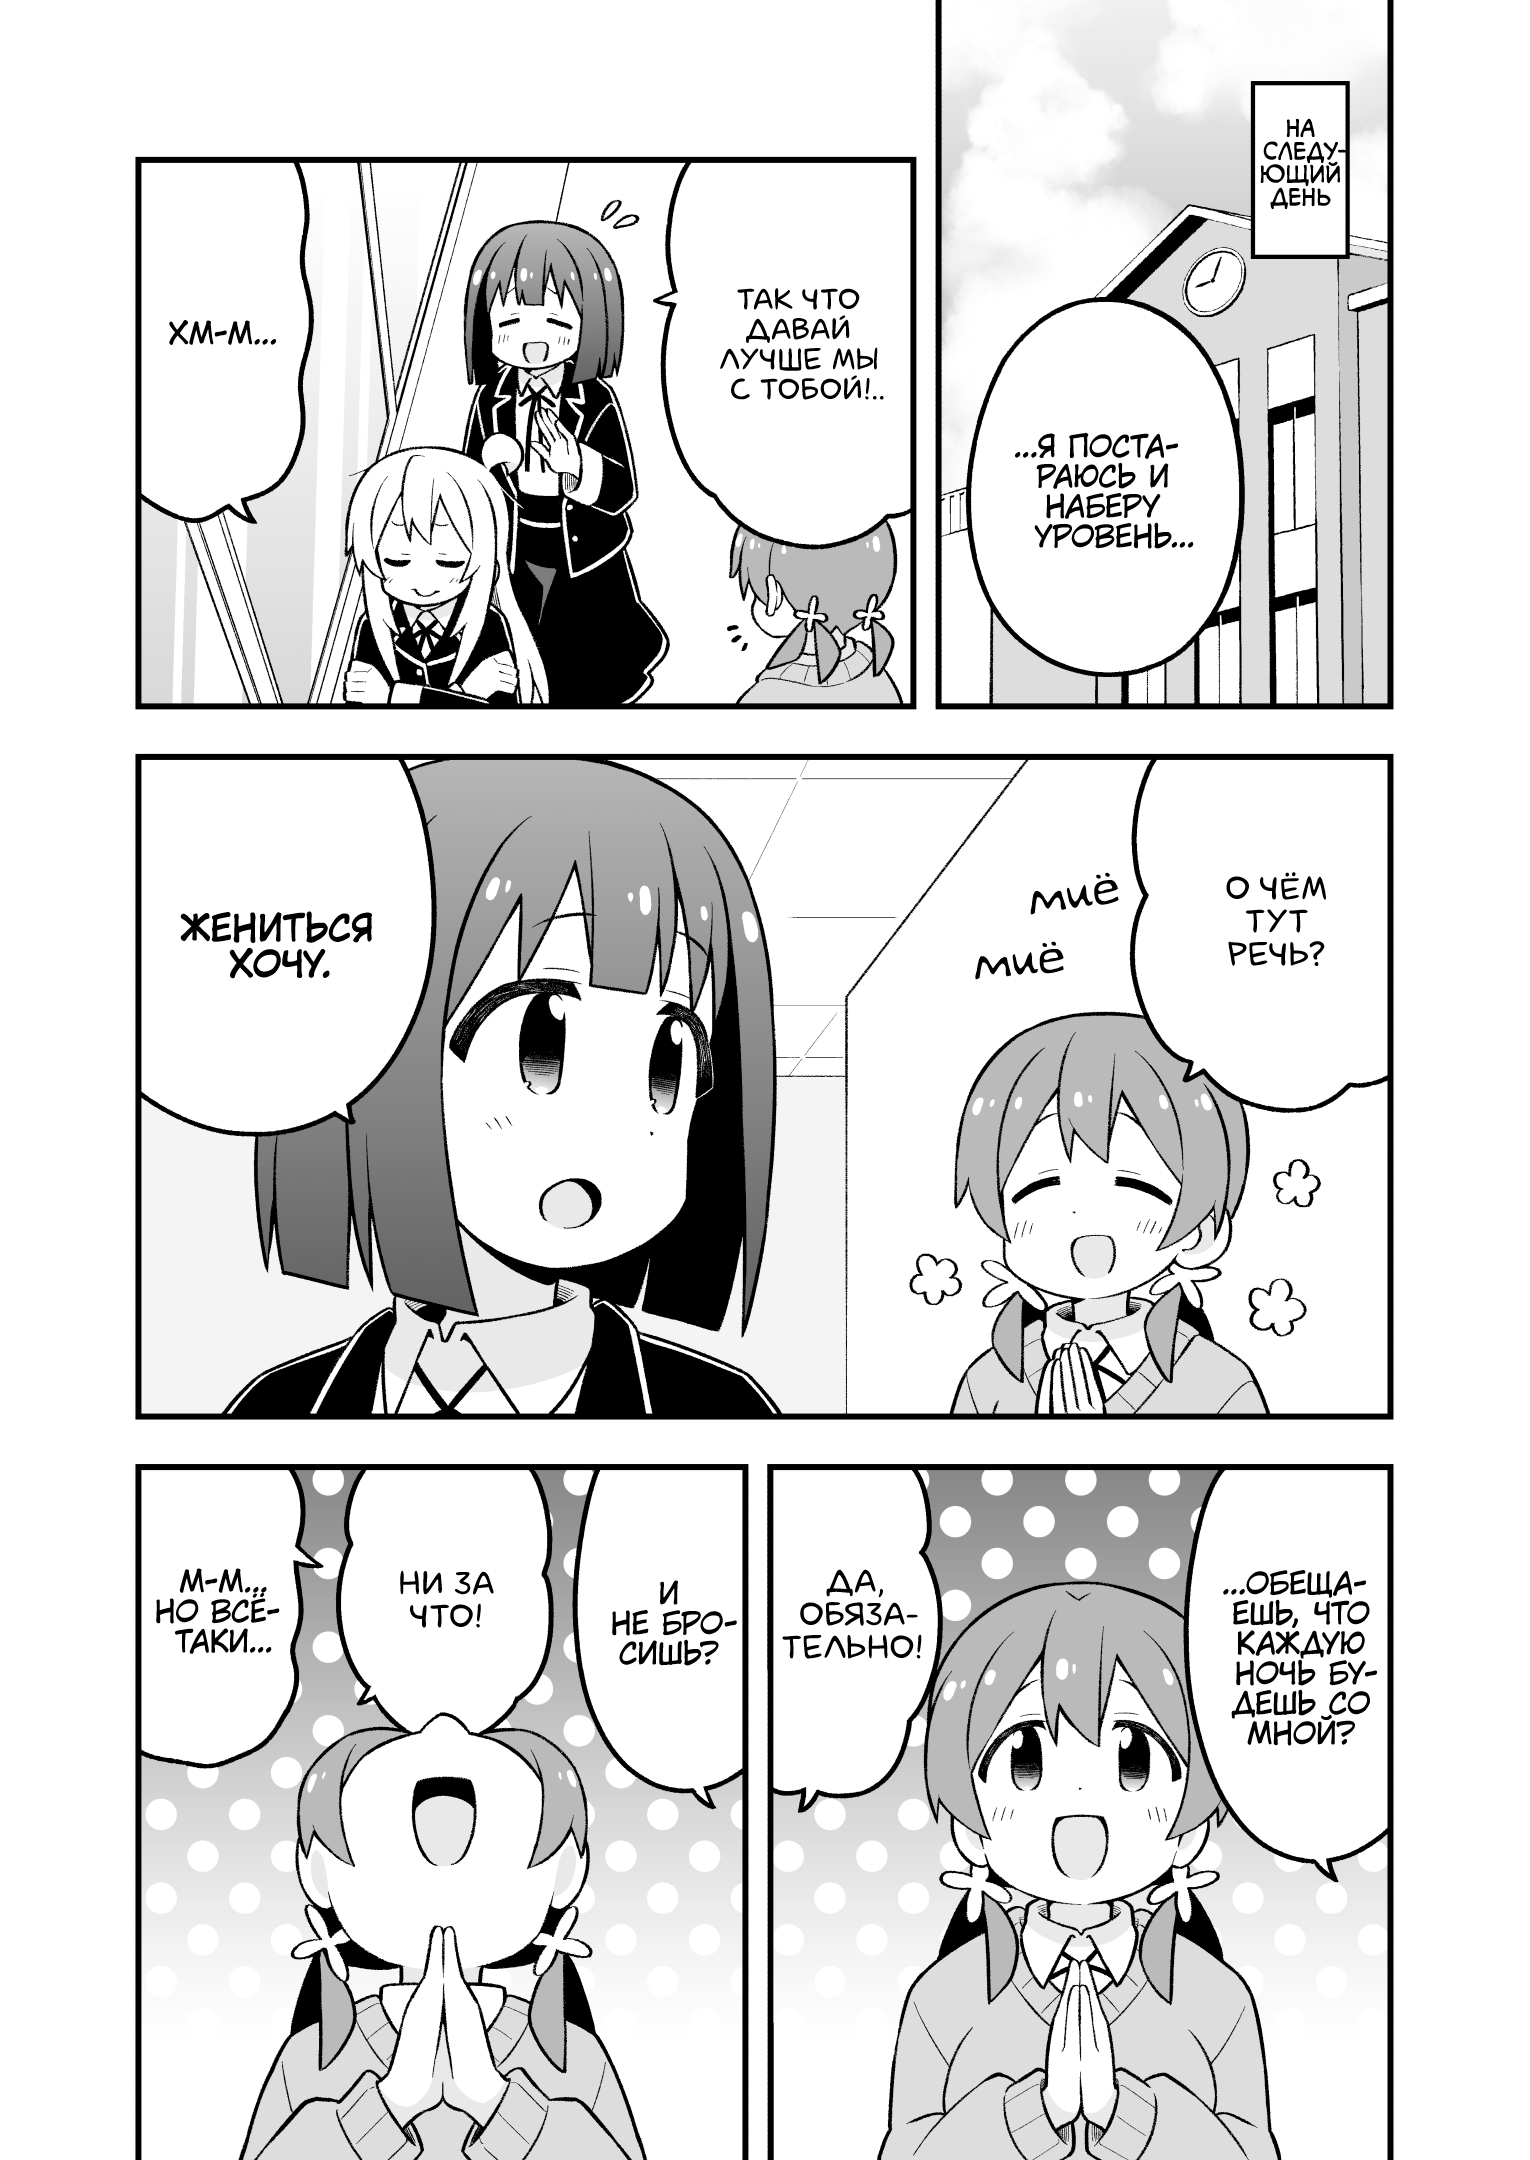 НА
СЛЕДУ-
ЮЩИЙ
ДЕНЬ
...Я ПОСТА-
РАЮСЬ И
НАБЕРУ
УРОВЕНЬ...
ТАК ЧТО
ДАВАЙ
ЛУЧШЕ МЫ
С ТОБОЙ!..
ХМ-М...
О ЧЁМ
ТУТ
РЕЧЬ?
миё
миё
ЖЕНИТЬСЯ
ХОЧУ.
...ОБЕЩА-
ЕШЬ, ЧТО
КАЖДУЮ
НОЧЬ БУ-
ДЕШЬ СО
МНОЙ?
ДА,
ОБЯЗА-
ТЕЛЬНО!
И
НЕ БРО-
СИШЬ?
НИ ЗА
ЧТО!
М-М...
НО ВСЁ-
ТАКИ...